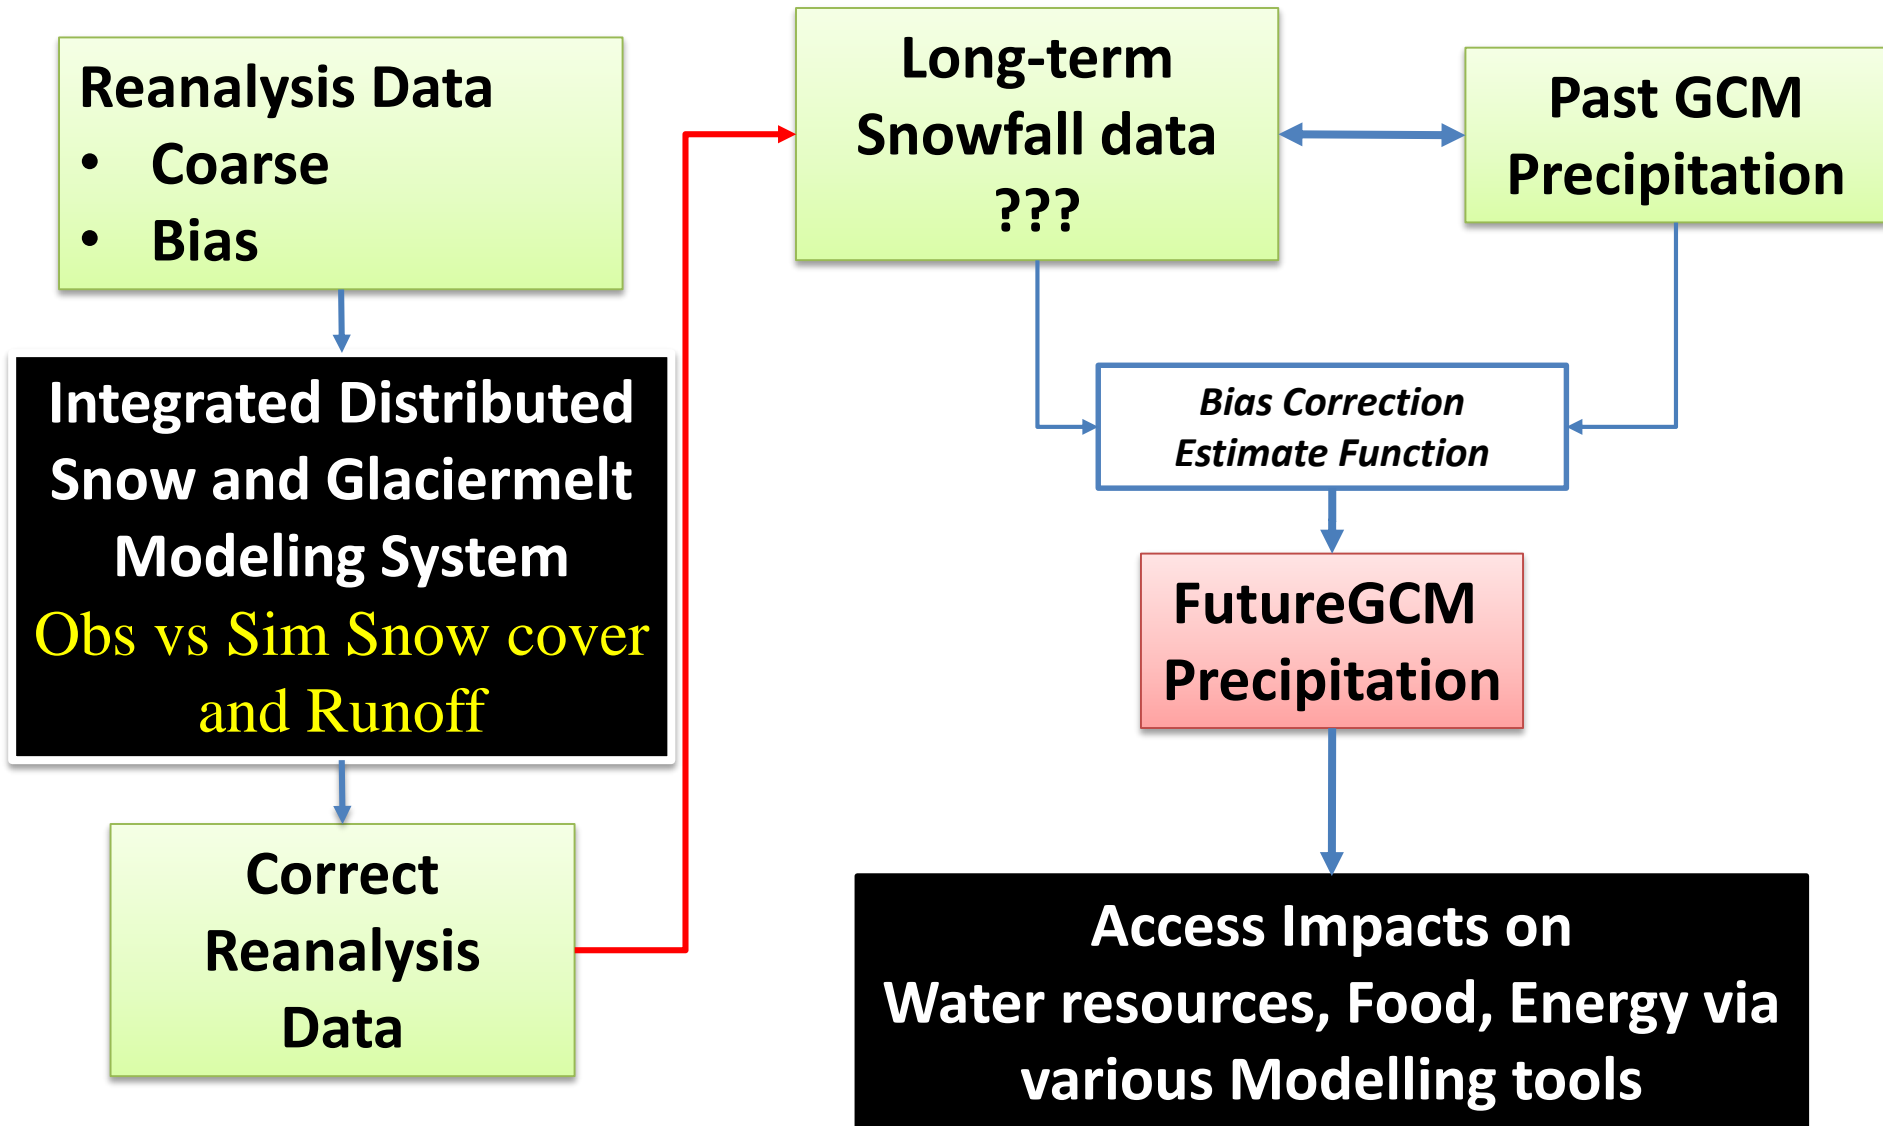 Reanalysis Data
• Coarse
• Bias
Integrated Distributed
Snow and Glaciermelt
Modeling System
Obs vs Sim Snow cover
and Runoff
Correct
Reanalysis
Data
Long-term
Snowfall data
???
Past GCM
Precipitation
Bias Correction
Estimate Function
FutureGCM
Precipitation
Access Impacts on
Water resources, Food, Energy via
various Modelling tools